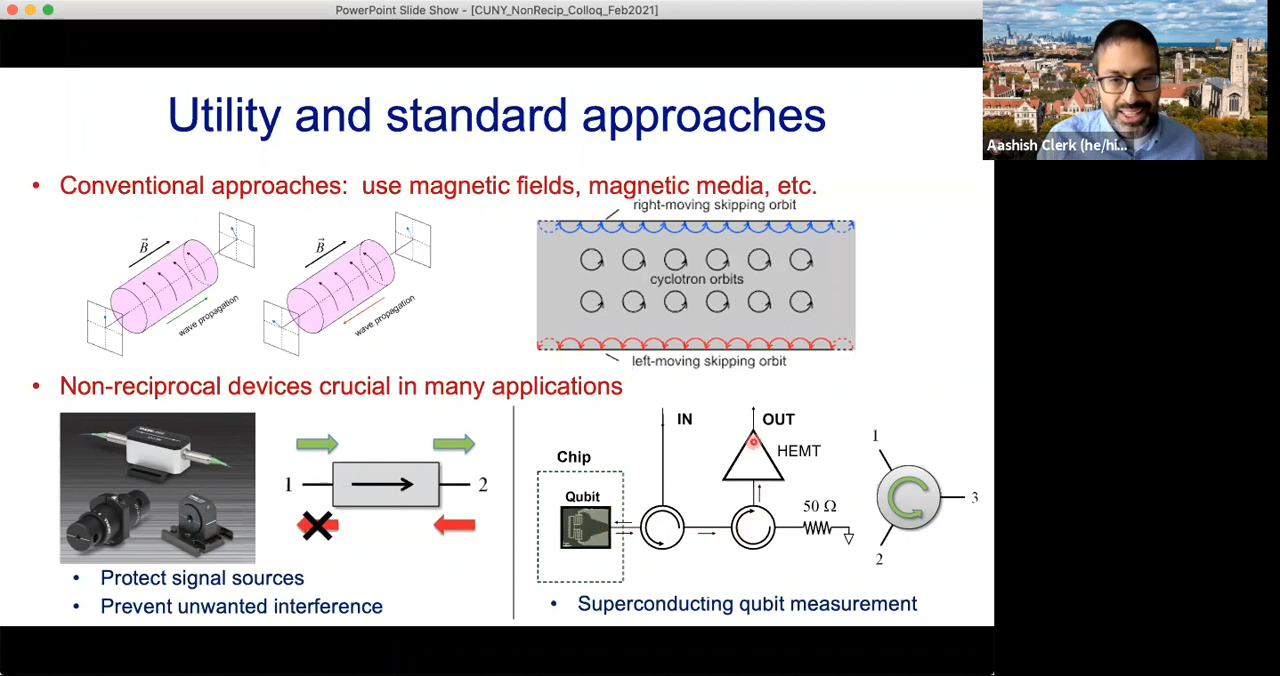 PowerPoint Slide Show - [CUNY_NonRecip_Colloq_Feb2021]
Aashish Clerk (he/hi...
Utility and standard approaches
• Conventional approaches: use magnetic fields, magnetic media, etc.
B
wave propagation
B
wave propagation
right-moving skipping orbit
cyclotron orbits
left-moving skipping orbit
• Non-reciprocal devices crucial in many applications
1
2
• Protect signal sources
• Prevent unwanted interference
IN
OUT
HEMT
Chip
Qubit
50 Ω
1
3
2
• Superconducting qubit measurement